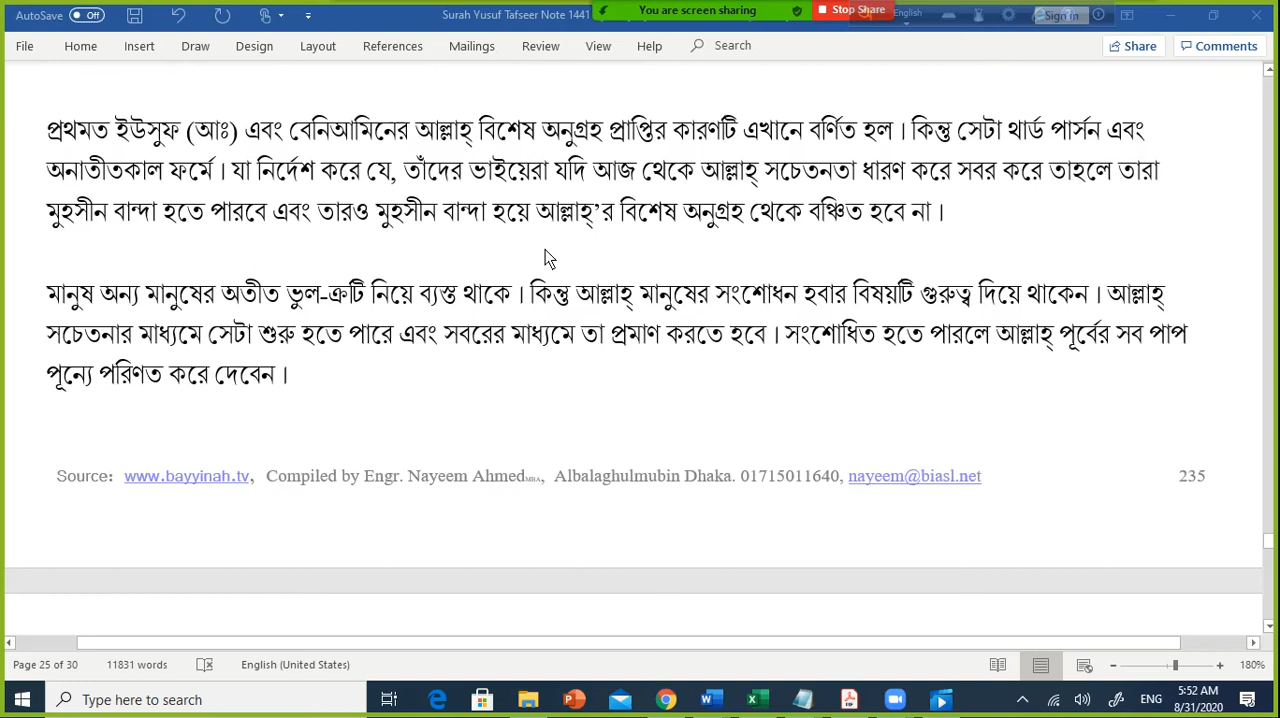 AutoSave Off Surah Yusuf Tafseer Note 1441 You are screen sharing Stop Share English Sign in
File Home Insert Draw Design Layout References Mailings Review View Help Search Share Comments
প্রথমত ইউসুফ (আঃ) এবং বেনিআমিনের আল্লাহ্ বিশেষ অনুগ্রহ প্রাপ্তির কারণটি এখানে বর্ণিত হল। কিন্তু সেটা থার্ড পার্সন এবং
অনাতীতকাল ফর্মে। যা নির্দেশ করে যে, তাঁদের ভাইয়েরা যদি আজ থেকে আল্লাহ্ সচেতনতা ধারণ করে সবর করে তাহলে তারা
মুহসীন বান্দা হতে পারবে এবং তারও মুহসীন বান্দা হয়ে আল্লাহ্’র বিশেষ অনুগ্রহ থেকে বঞ্চিত হবে না।
মানুষ অন্য মানুষের অতীত ভুল-ক্রটি নিয়ে ব্যস্ত থাকে। কিন্তু আল্লাহ্ মানুষের সংশোধন হবার বিষয়টি গুরুত্ব দিয়ে থাকেন। আল্লাহ্
সচেতনার মাধ্যমে সেটা শুরু হতে পারে এবং সবরের মাধ্যমে তা প্রমাণ করতে হবে। সংশোধিত হতে পারলে আল্লাহ্ পূর্বের সব পাপ
পূন্যে পরিণত করে দেবেন।
Source: www.bayyinah.tv, Compiled by Engr. Nayeem Ahmed MBA, Albalaghulmubin Dhaka. 01715011640, nayeem@biasl.net 235
Page 25 of 30 11831 words English (United States) 180%
Type here to search ENG 5:52 AM
8/31/2020